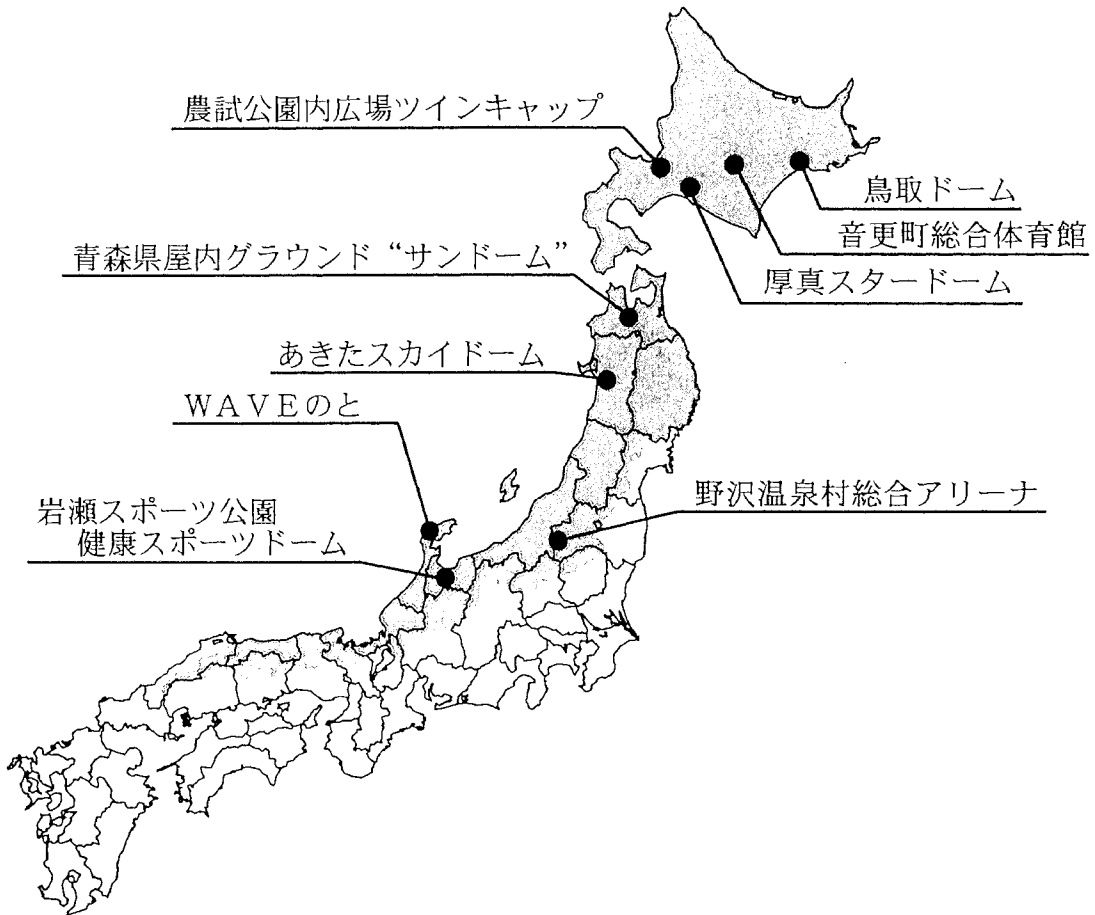 農試公園内広場ツインキャップ
鳥取ドーム
音更町総合体育館
青森県屋内グラウンド“サンドーム”
厚真スタードーム
あきたスカイドーム
WAVEのと
野沢温泉村総合アリーナ
岩瀬スポーツ公園
健康スポーツドーム